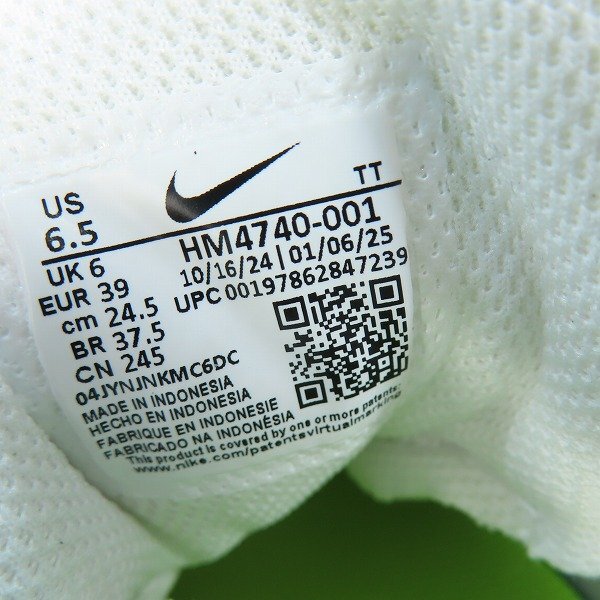 TT
US
6.5
HM4740-001
UK 6
10/16/24 | 01/06/25
EUR 39
UPC 00197862847239
cm 24.5
BR 37.5
CN 245
04JYNJNKMC6DC
MADE IN INDONESIA
HECHO EN INDONESIA
FABRIQUE EN INDONESIE
FABRICADO NA INDONESIA
This product is covered by one or more patents:
www.nike.com/patentsvirtualmarking